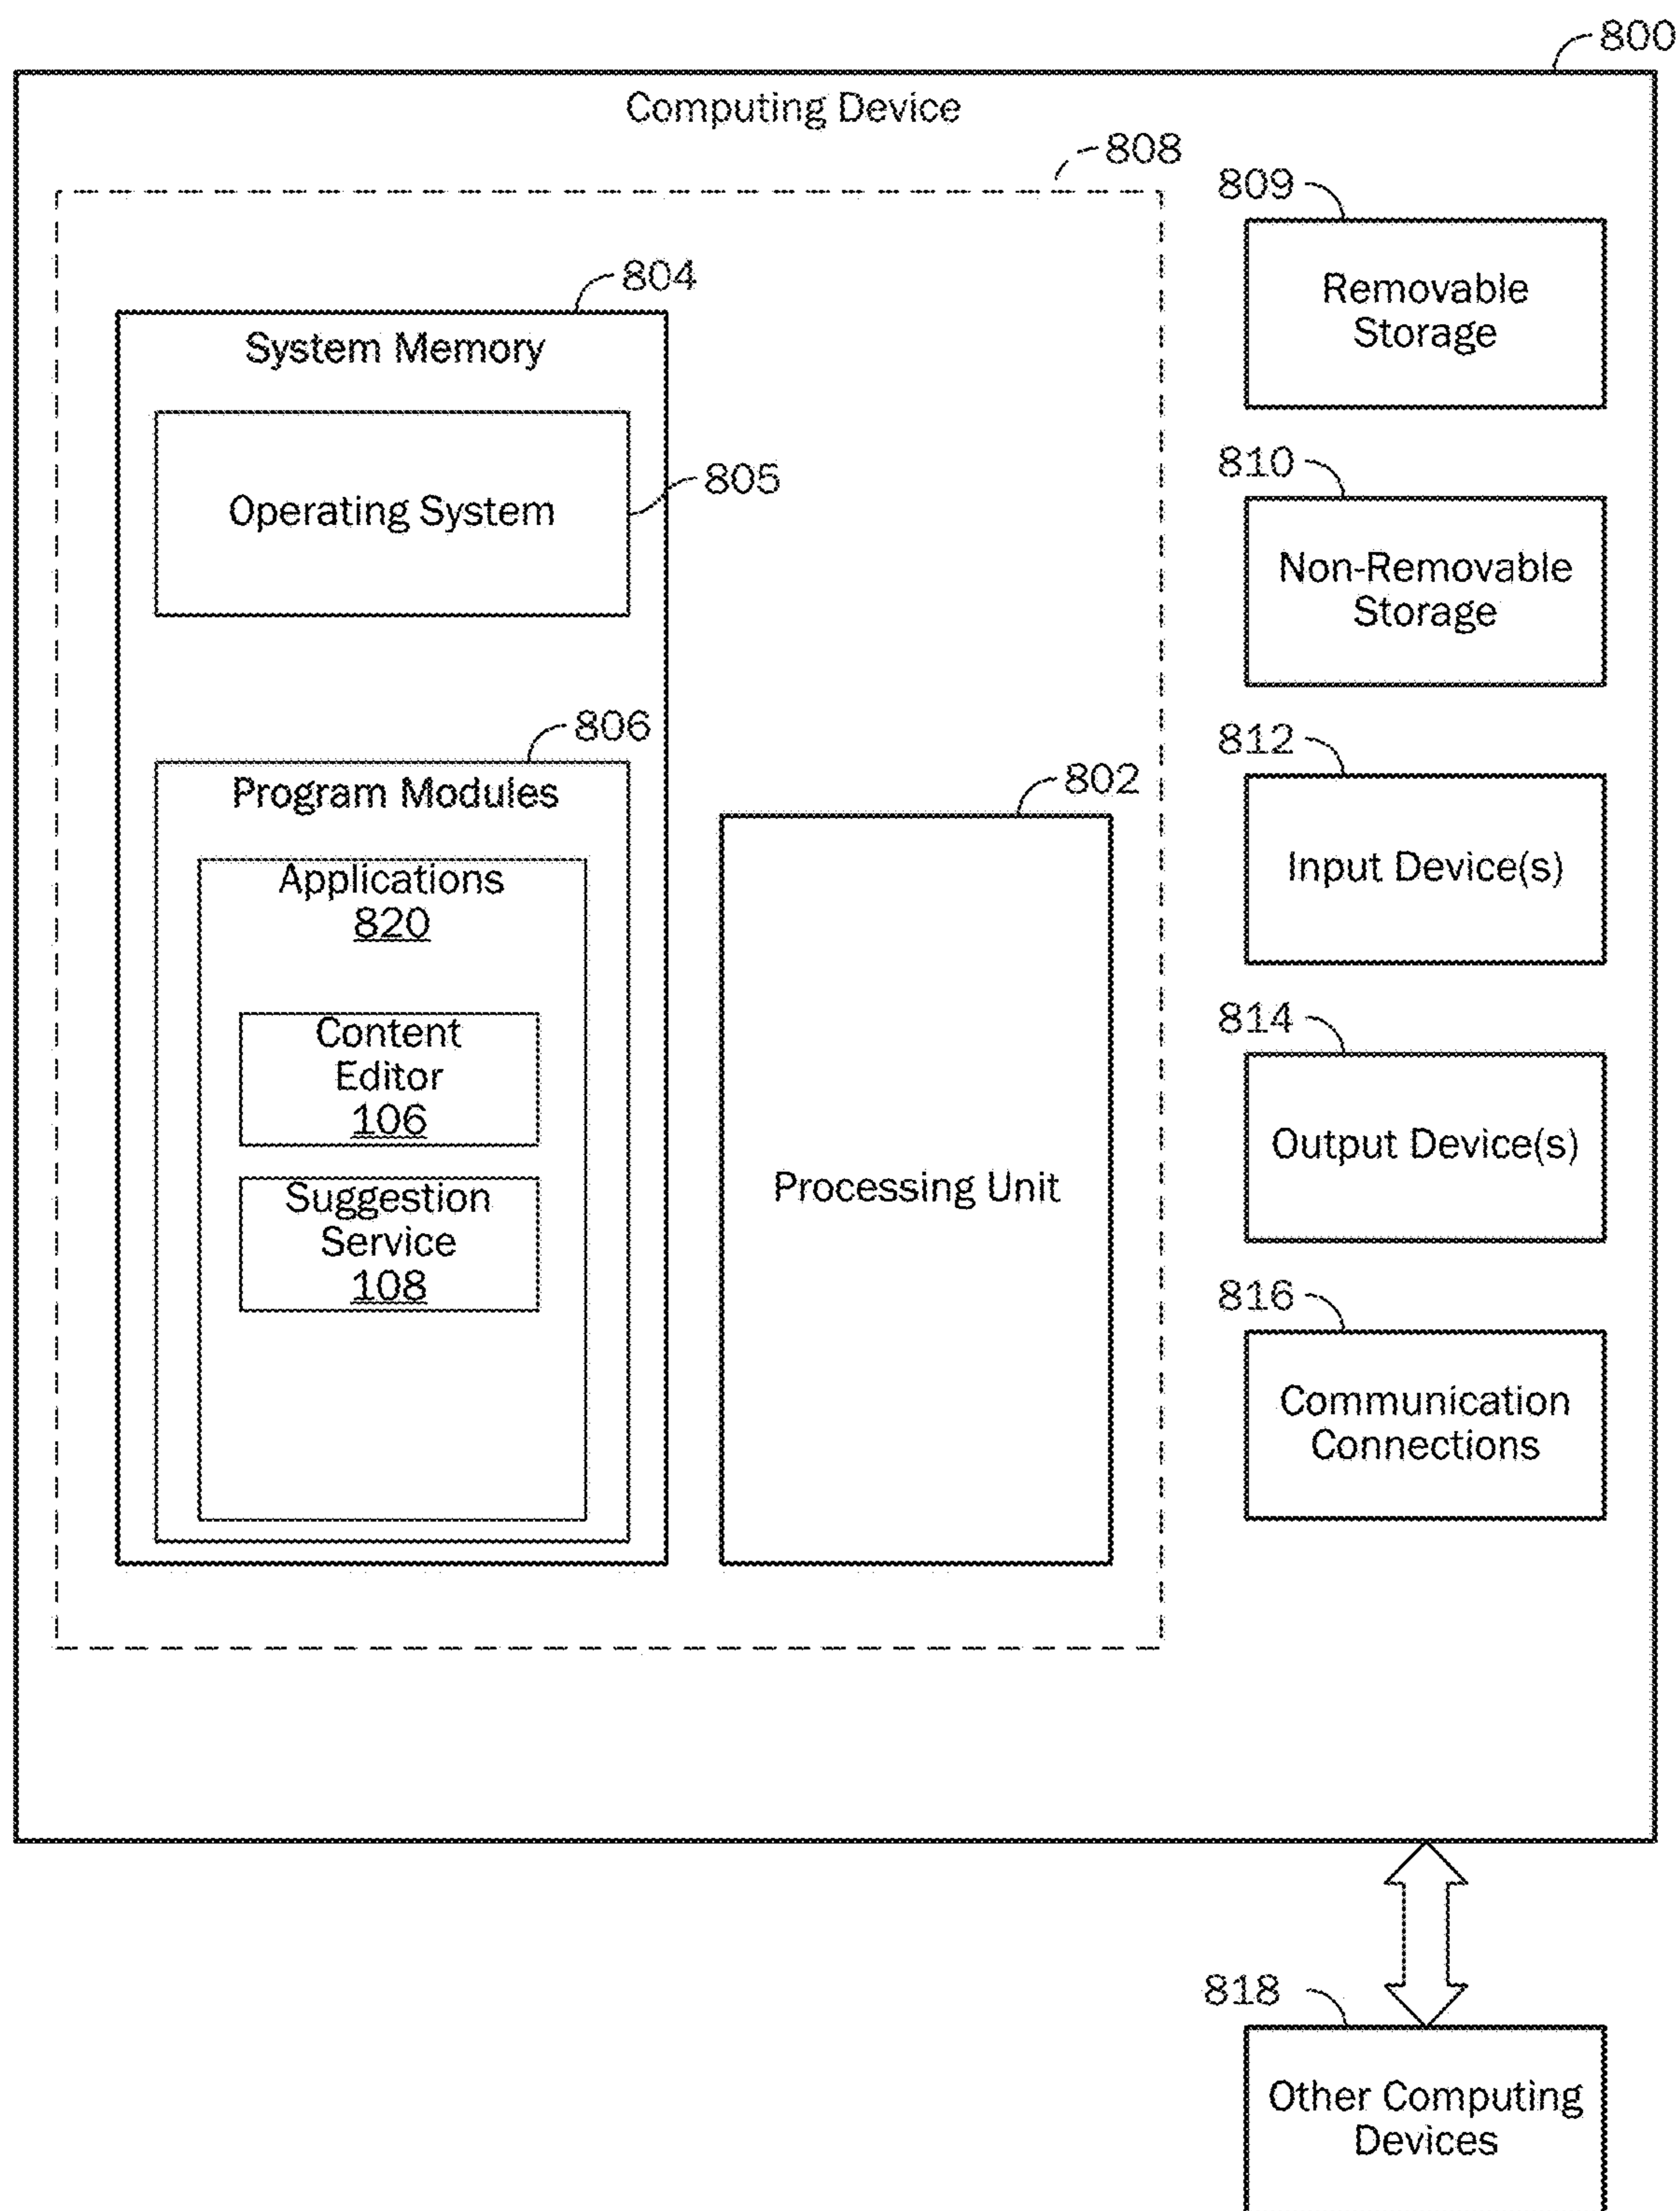 800
Computing Device
808
809
Removable
Storage
804
System Memory
Operating System
805
810
Non-Removable
Storage
806
Program Modules
Applications
820
Content
Editor
106
Suggestion
Service
108
802
Processing Unit
812
Input Device(s)
814
Output Device(s)
816
Communication
Connections
818
Other Computing
Devices